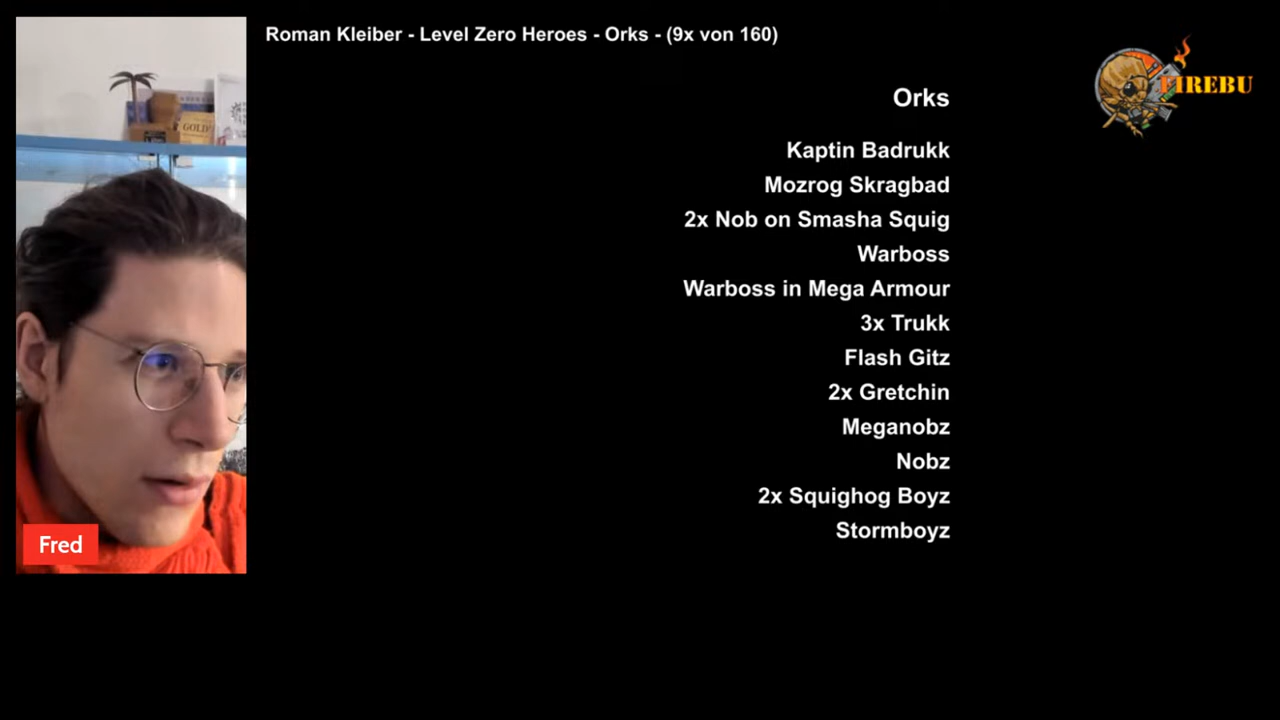 Roman Kleiber - Level Zero Heroes - Orks - (9x von 160)
FIREBU
Orks
Kaptin Badrukk
Mozrog Skragbad
2x Nob on Smasha Squig
Warboss
Warboss in Mega Armour
3x Trukk
Flash Gitz
2x Gretchin
Meganobz
Nobz
2x Squighog Boyz
Stormboyz
GOLD
Fred